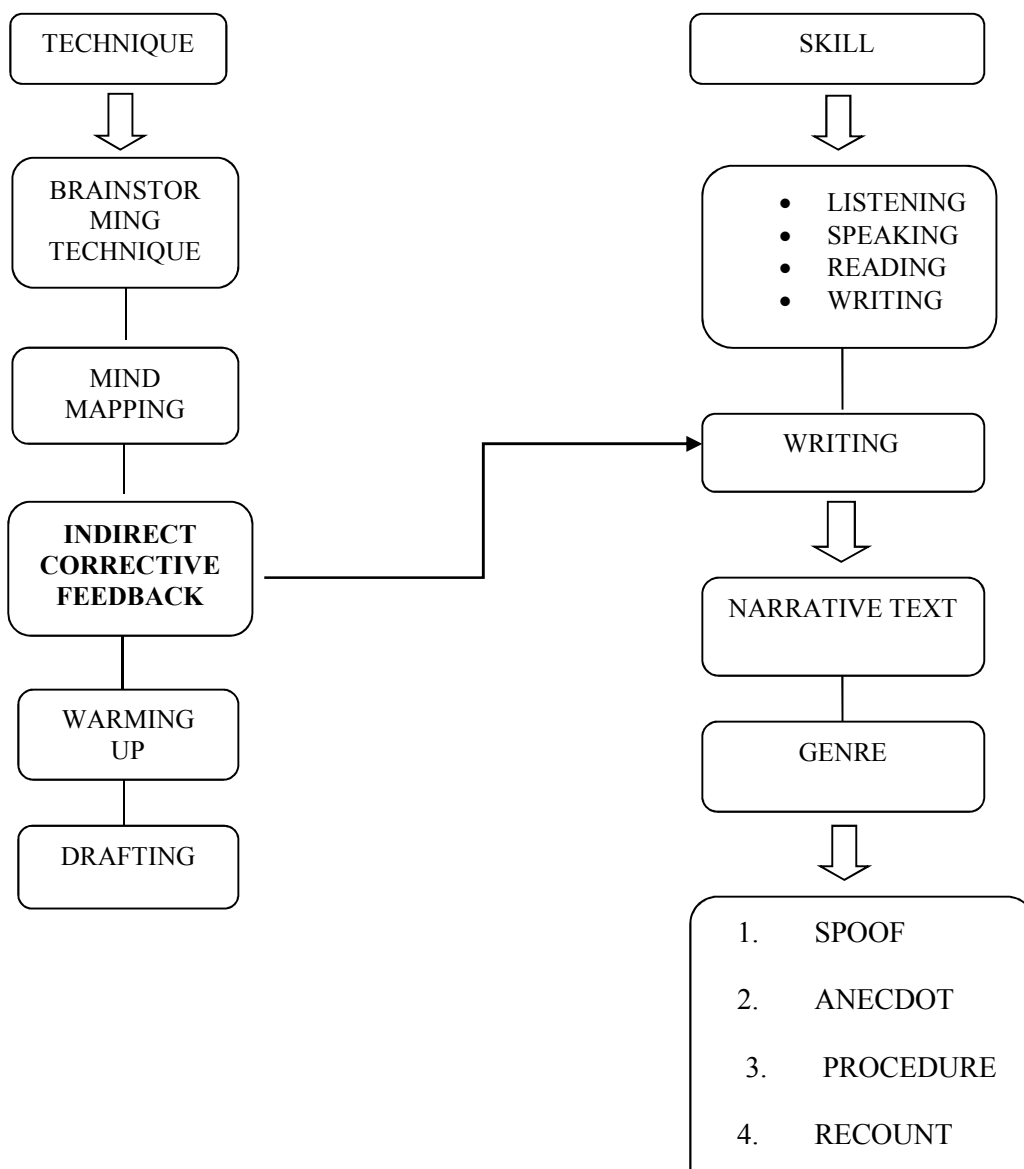 TECHNIQUE
BRAINSTOR
MING
TECHNIQUE
MIND
MAPPING
INDIRECT
CORRECTIVE
FEEDBACK
WARMING
UP
DRAFTING
SKILL
• LISTENING
• SPEAKING
• READING
• WRITING
WRITING
NARRATIVE TEXT
GENRE
1. SPOOF
2. ANECDOT
3. PROCEDURE
4. RECOUNT